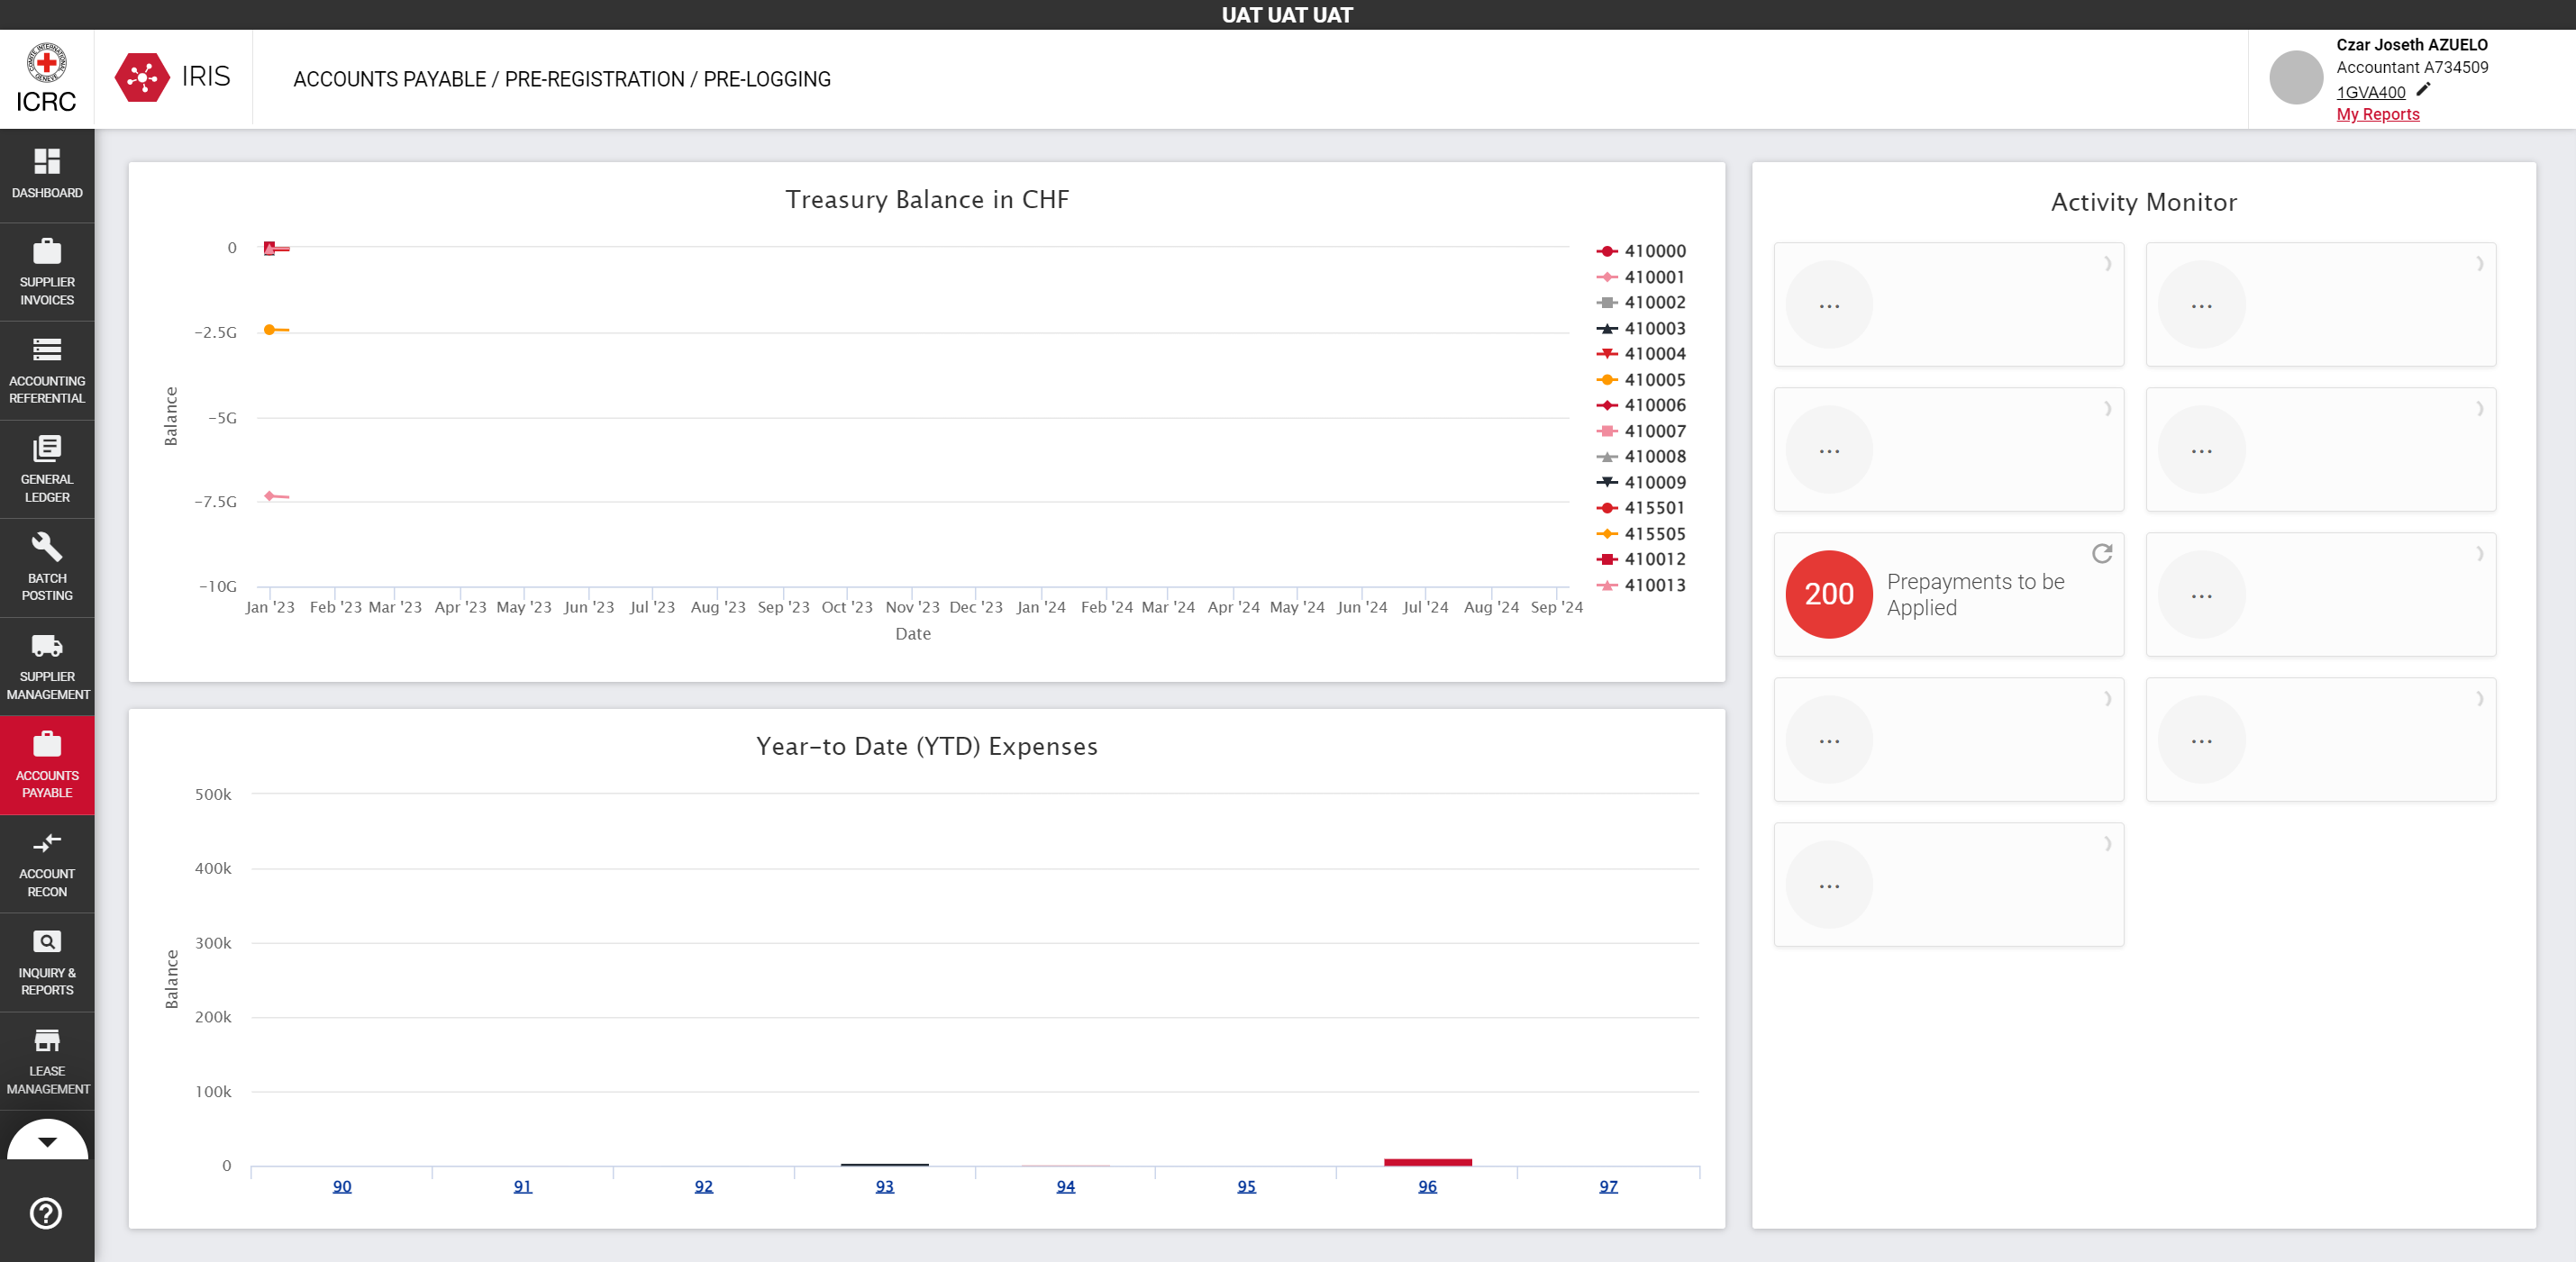 UAT UAT UAT
ICRC
IRIS
ACCOUNTS PAYABLE / PRE-REGISTRATION / PRE-LOGGING
Czar Joseth AZUELO
Accountant A734509
1GVA400
My Reports
DASHBOARD
SUPPLIER
INVOICES
ACCOUNTING
REFERENTIAL
GENERAL
LEDGER
BATCH
POSTING
SUPPLIER
MANAGEMENT
ACCOUNTS
PAYABLE
ACCOUNT
RECON
INQUIRY &
REPORTS
LEASE
MANAGEMENT
Treasury Balance in CHF
Balance
0
-2.5G
-5G
-7.5G
-10G
Jan '23 Feb '23 Mar '23 Apr '23 May '23 Jun '23 Jul '23 Aug '23 Sep '23 Oct '23 Nov '23 Dec '23 Jan '24 Feb '24 Mar '24 Apr '24 May '24 Jun '24 Jul '24 Aug '24 Sep '24
Date
410000
410001
410002
410003
410004
410005
410006
410007
410008
410009
415501
415505
410012
410013
Year-to Date (YTD) Expenses
Balance
500k
400k
300k
200k
100k
0
90 91 92 93 94 95 96 97
Activity Monitor
... ...
... ...
200 Prepayments to be
Applied
...
... ...
...